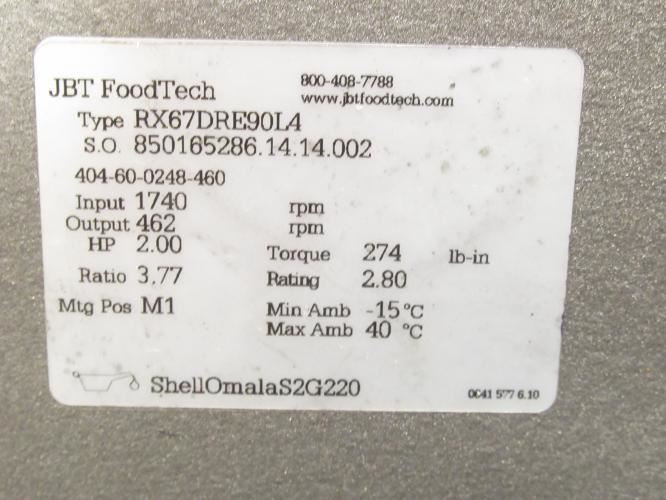 JBT FoodTech
800-408-7788
www.jbtfoodtech.com
Type RX67DRE90L4
S.O. 850165286.14.14.002
404-60-0248-460
Input 1740 rpm
Output 462 rpm
HP 2.00
Torque 274 lb-in
Ratio 3.77
Rating 2.80
Mtg Pos M1
Min Amb -15 °C
Max Amb 40 °C
ShellOmalaS2G220
0C41 577 6.10